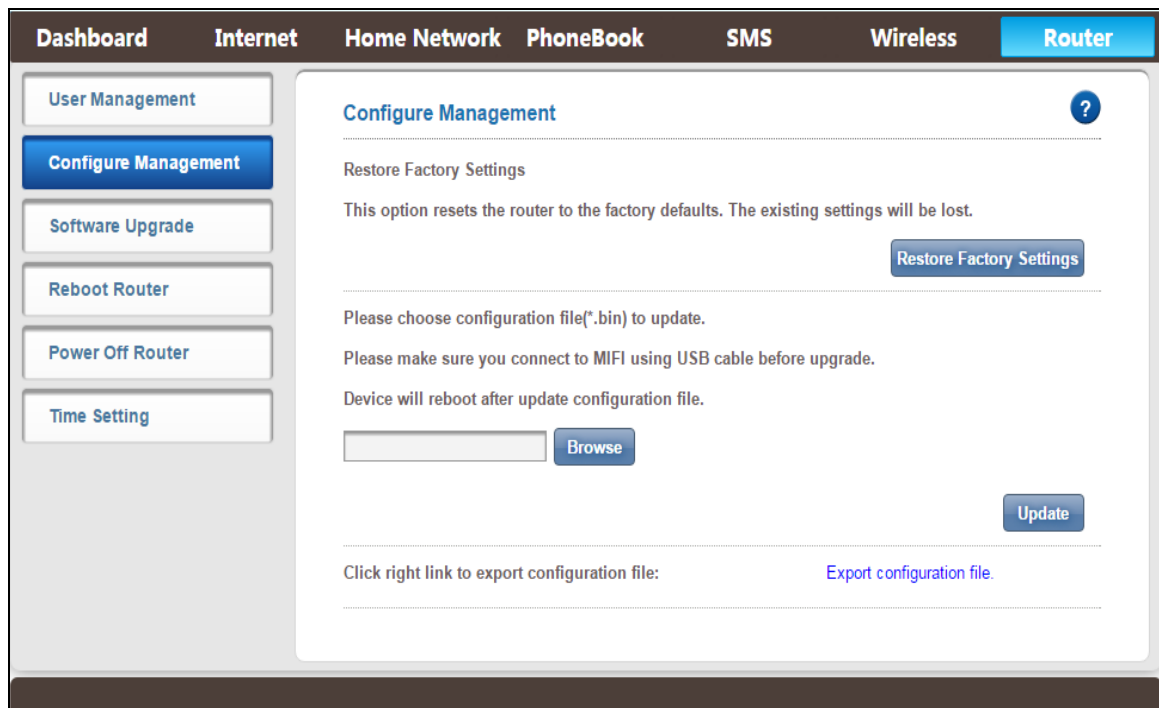 Dashboard Internet Home Network PhoneBook SMS Wireless Router
User Management
Configure Management
Software Upgrade
Reboot Router
Power Off Router
Time Setting
Configure Management ?
Restore Factory Settings
This option resets the router to the factory defaults. The existing settings will be lost.
Restore Factory Settings
Please choose configuration file(*.bin) to update.
Please make sure you connect to MIFI using USB cable before upgrade.
Device will reboot after update configuration file.
Browse
Update
Click right link to export configuration file: Export configuration file.